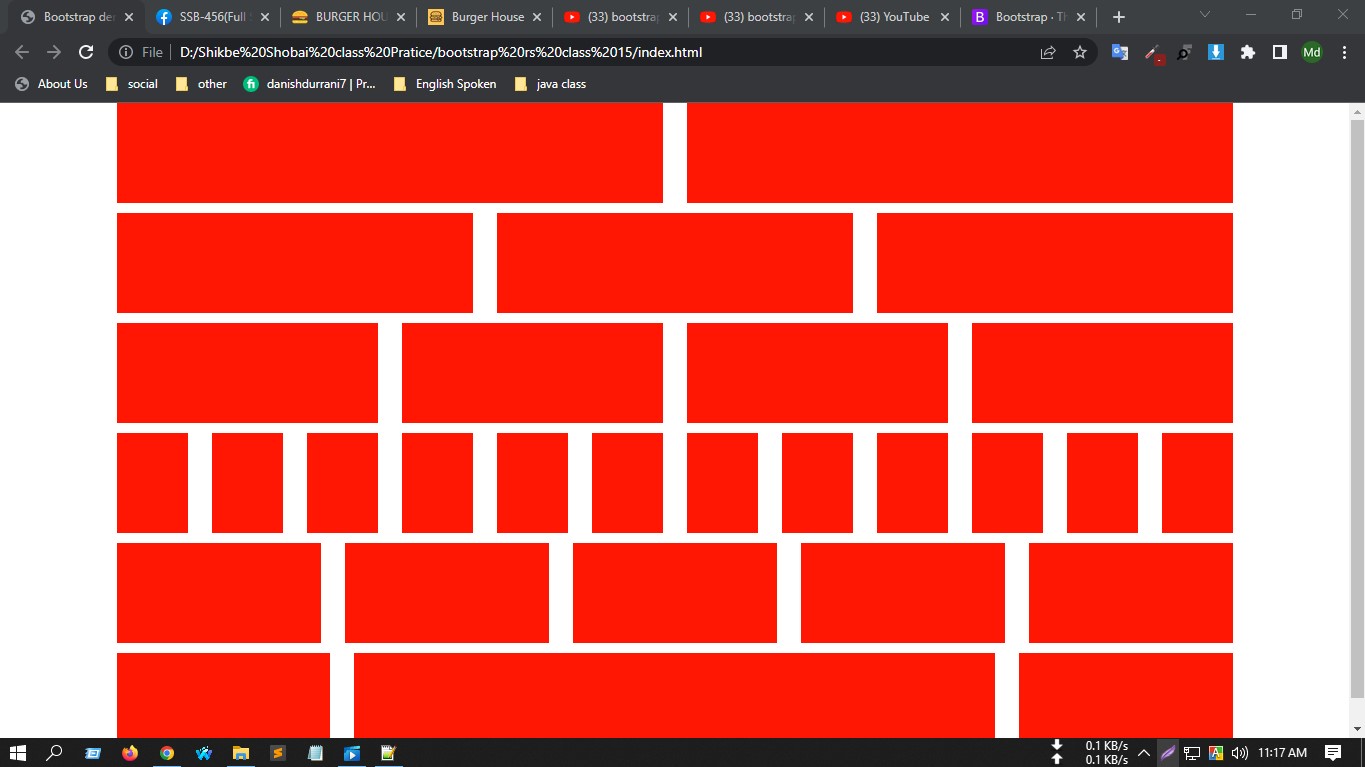 Bootstrap der
SSB-456(Full
BURGER HOU
Burger House
(33) bootstra
(33) bootstra
(33) YouTube
Bootstrap · Th
File
D:/Shikbe%20Shobai%20class%20Pratice/bootstrap%20rs%20class%2015/index.html
Md
About Us
social
other
danishdurrani7 | Pr...
English Spoken
java class
0.1 KB/s
0.1 KB/s
11:17 AM